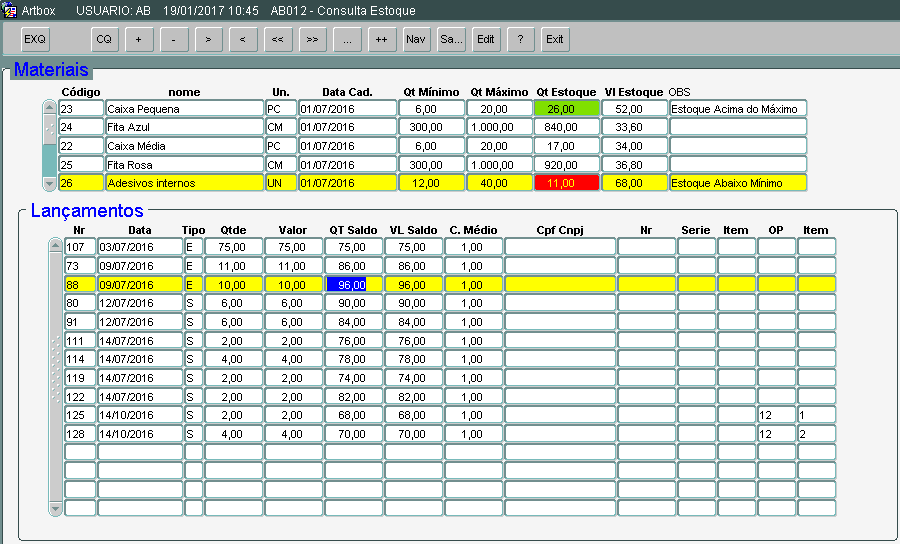 Artbox USUARIO: AB 19/01/2017 10:45 AB012 - Consulta Estoque
EXQ CQ + - > < << >> ... ++ Nav Sa... Edit ? Exit
Materiais
Código nome Un. Data Cad. Qt Mínimo Qt Máximo Qt Estoque Vl Estoque OBS
23 Caixa Pequena PC 01/07/2016 6,00 20,00 26,00 52,00 Estoque Acima do Máximo
24 Fita Azul CM 01/07/2016 300,00 1.000,00 840,00 33,60
22 Caixa Média PC 01/07/2016 6,00 20,00 17,00 34,00
25 Fita Rosa CM 01/07/2016 300,00 1.000,00 920,00 36,80
26 Adesivos internos UN 01/07/2016 12,00 40,00 11,00 68,00 Estoque Abaixo Mínimo
Lançamentos
Nr Data Tipo Qtde Valor QT Saldo VL Saldo C. Médio Cpf Cnpj Nr Serie Item OP Item
107 03/07/2016 E 75,00 75,00 75,00 75,00 1,00
73 09/07/2016 E 11,00 11,00 86,00 86,00 1,00
88 09/07/2016 E 10,00 10,00 96,00 96,00 1,00
80 12/07/2016 S 6,00 6,00 90,00 90,00 1,00
91 12/07/2016 S 6,00 6,00 84,00 84,00 1,00
111 14/07/2016 S 2,00 2,00 76,00 76,00 1,00
114 14/07/2016 S 4,00 4,00 78,00 78,00 1,00
119 14/07/2016 S 2,00 2,00 74,00 74,00 1,00
122 14/07/2016 S 2,00 2,00 82,00 82,00 1,00
125 14/10/2016 S 2,00 2,00 68,00 68,00 1,00 12 1
128 14/10/2016 S 4,00 4,00 70,00 70,00 1,00 12 2